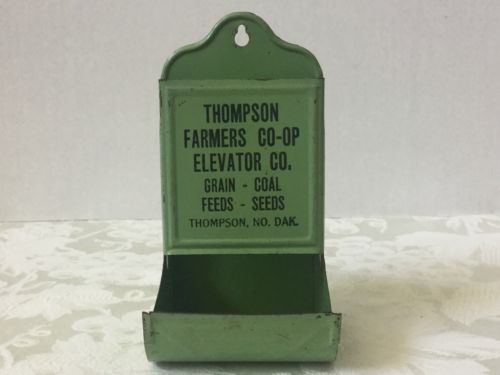 THOMPSON
FARMERS CO-OP
ELEVATOR CO.
GRAIN - COAL
FEEDS - SEEDS
THOMPSON, NO. DAK.